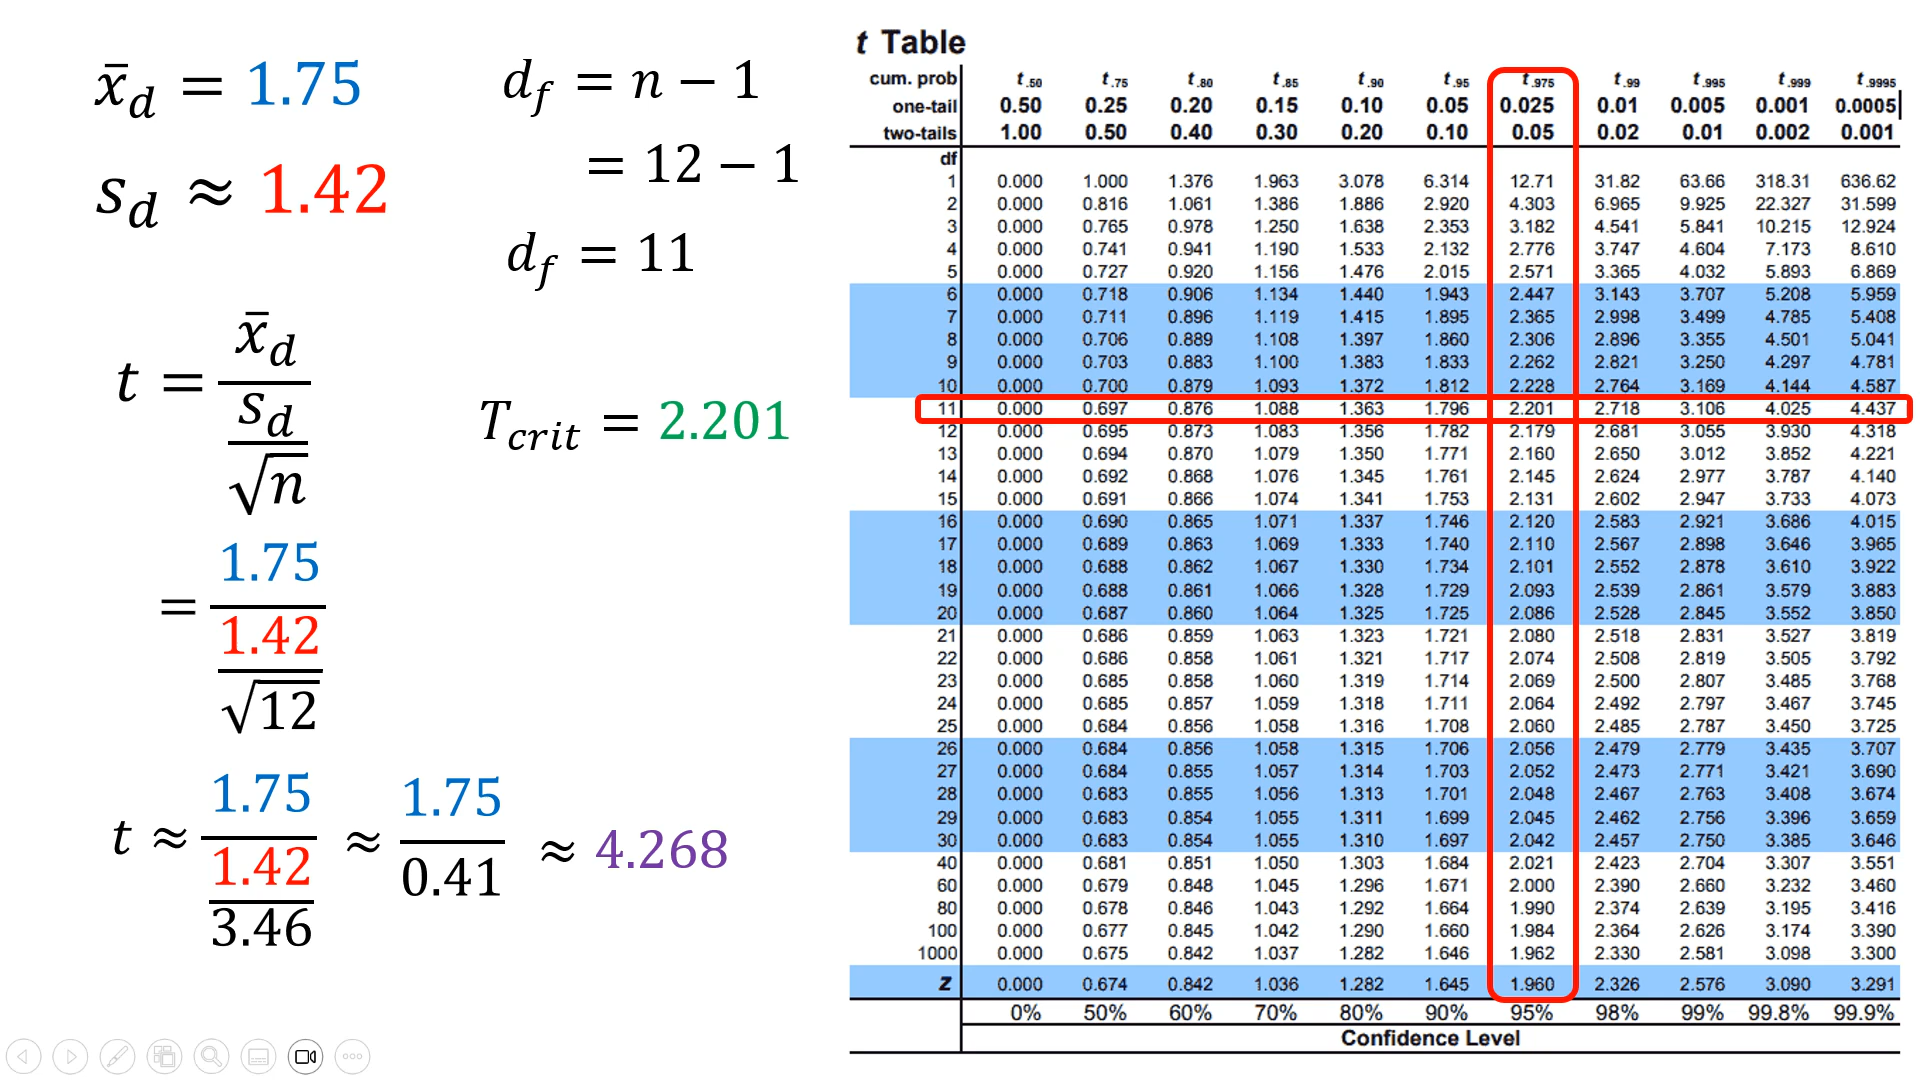 x̄d = 1.75
sd ≈ 1.42
t = x̄d / (sd / √n)
= 1.75 / (1.42 / √12)
t ≈ 1.75 / (1.42 / 3.46) ≈ 1.75 / 0.41 ≈ 4.268
df = n − 1
= 12 − 1
df = 11
Tcrit = 2.201
t Table
cum. prob t.50 t.75 t.80 t.85 t.90 t.95 t.975 t.99 t.995 t.999 t.9995
one-tail 0.50 0.25 0.20 0.15 0.10 0.05 0.025 0.01 0.005 0.001 0.0005
two-tails 1.00 0.50 0.40 0.30 0.20 0.10 0.05 0.02 0.01 0.002 0.001
df
1 0.000 1.000 1.376 1.963 3.078 6.314 12.71 31.82 63.66 318.31 636.62
2 0.000 0.816 1.061 1.386 1.886 2.920 4.303 6.965 9.925 22.327 31.599
3 0.000 0.765 0.978 1.250 1.638 2.353 3.182 4.541 5.841 10.215 12.924
4 0.000 0.741 0.941 1.190 1.533 2.132 2.776 3.747 4.604 7.173 8.610
5 0.000 0.727 0.920 1.156 1.476 2.015 2.571 3.365 4.032 5.893 6.869
6 0.000 0.718 0.906 1.134 1.440 1.943 2.447 3.143 3.707 5.208 5.959
7 0.000 0.711 0.896 1.119 1.415 1.895 2.365 2.998 3.499 4.785 5.408
8 0.000 0.706 0.889 1.108 1.397 1.860 2.306 2.896 3.355 4.501 5.041
9 0.000 0.703 0.883 1.100 1.383 1.833 2.262 2.821 3.250 4.297 4.781
10 0.000 0.700 0.879 1.093 1.372 1.812 2.228 2.764 3.169 4.144 4.587
11 0.000 0.697 0.876 1.088 1.363 1.796 2.201 2.718 3.106 4.025 4.437
12 0.000 0.695 0.873 1.083 1.356 1.782 2.179 2.681 3.055 3.930 4.318
13 0.000 0.694 0.870 1.079 1.350 1.771 2.160 2.650 3.012 3.852 4.221
14 0.000 0.692 0.868 1.076 1.345 1.761 2.145 2.624 2.977 3.787 4.140
15 0.000 0.691 0.866 1.074 1.341 1.753 2.131 2.602 2.947 3.733 4.073
16 0.000 0.690 0.865 1.071 1.337 1.746 2.120 2.583 2.921 3.686 4.015
17 0.000 0.689 0.863 1.069 1.333 1.740 2.110 2.567 2.898 3.646 3.965
18 0.000 0.688 0.862 1.067 1.330 1.734 2.101 2.552 2.878 3.610 3.922
19 0.000 0.688 0.861 1.066 1.328 1.729 2.093 2.539 2.861 3.579 3.883
20 0.000 0.687 0.860 1.064 1.325 1.725 2.086 2.528 2.845 3.552 3.850
21 0.000 0.686 0.859 1.063 1.323 1.721 2.080 2.518 2.831 3.527 3.819
22 0.000 0.686 0.858 1.061 1.321 1.717 2.074 2.508 2.819 3.505 3.792
23 0.000 0.685 0.858 1.060 1.319 1.714 2.069 2.500 2.807 3.485 3.768
24 0.000 0.685 0.857 1.059 1.318 1.711 2.064 2.492 2.797 3.467 3.745
25 0.000 0.684 0.856 1.058 1.316 1.708 2.060 2.485 2.787 3.450 3.725
26 0.000 0.684 0.856 1.058 1.315 1.706 2.056 2.479 2.779 3.435 3.707
27 0.000 0.684 0.855 1.057 1.314 1.703 2.052 2.473 2.771 3.421 3.690
28 0.000 0.683 0.855 1.056 1.313 1.701 2.048 2.467 2.763 3.408 3.674
29 0.000 0.683 0.854 1.055 1.311 1.699 2.045 2.462 2.756 3.396 3.659
30 0.000 0.683 0.854 1.055 1.310 1.697 2.042 2.457 2.750 3.385 3.646
40 0.000 0.681 0.851 1.050 1.303 1.684 2.021 2.423 2.704 3.307 3.551
60 0.000 0.679 0.848 1.045 1.296 1.671 2.000 2.390 2.660 3.232 3.460
80 0.000 0.678 0.846 1.043 1.292 1.664 1.990 2.374 2.639 3.195 3.416
100 0.000 0.677 0.845 1.042 1.290 1.660 1.984 2.364 2.626 3.174 3.390
1000 0.000 0.675 0.842 1.037 1.282 1.646 1.962 2.330 2.581 3.098 3.300
z 0.000 0.674 0.842 1.036 1.282 1.645 1.960 2.326 2.576 3.090 3.291
0% 50% 60% 70% 80% 90% 95% 98% 99% 99.8% 99.9%
Confidence Level